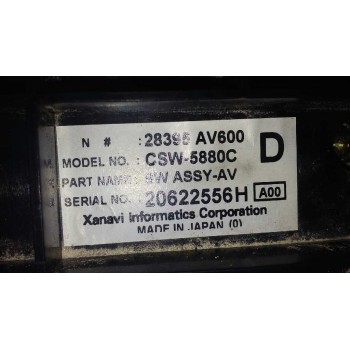 N #: 28395 AV600
MODEL NO.: CSW-5880C D
PART NAME: SW ASSY-AV
SERIAL NO.: 20622556H A00
Xanavi Informatics Corporation
MADE IN JAPAN (0)